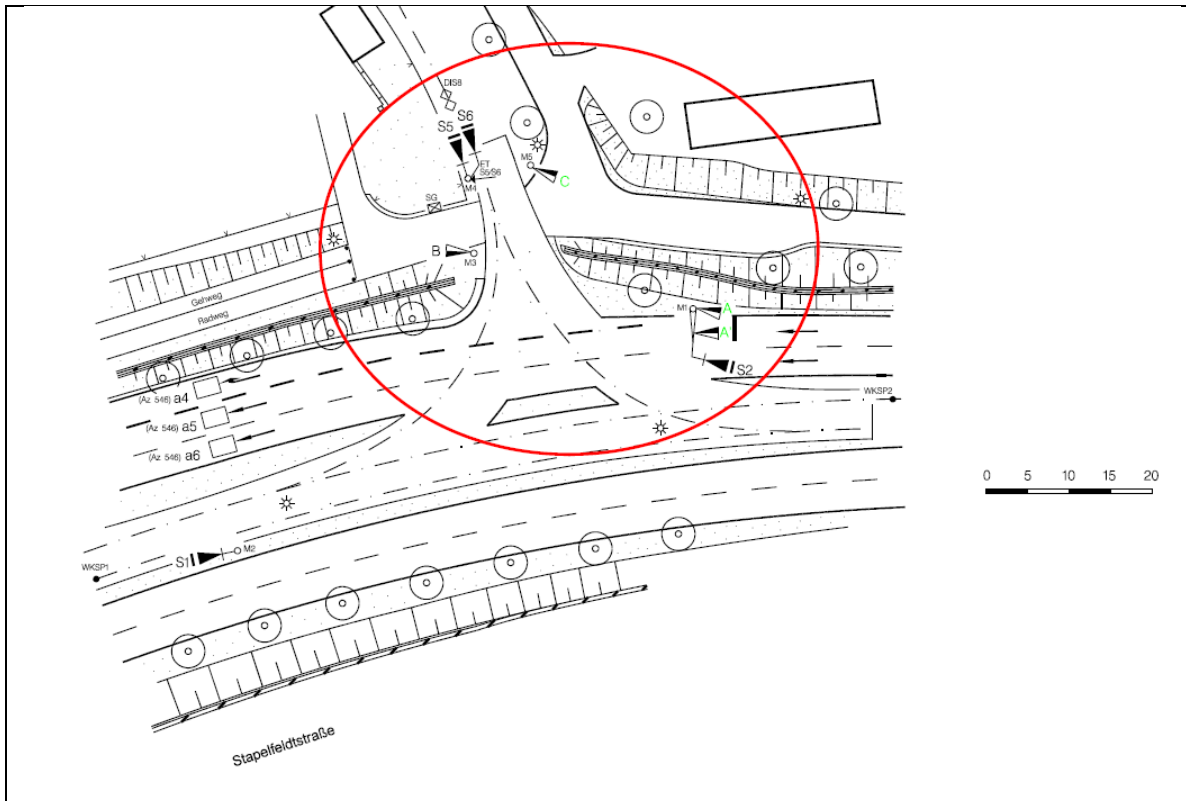 DIS8
S5 S6
ET
S5/S6
M4
M5
C
SG
B
M3
Gehweg
Radweg
M1
A
A'
S2
WKSP2
(Az 546) a4
(Az 546) a5
(Az 546) a6
0 5 10 15 20
S1
M2
WKSP1
Stapelfeldtstraße